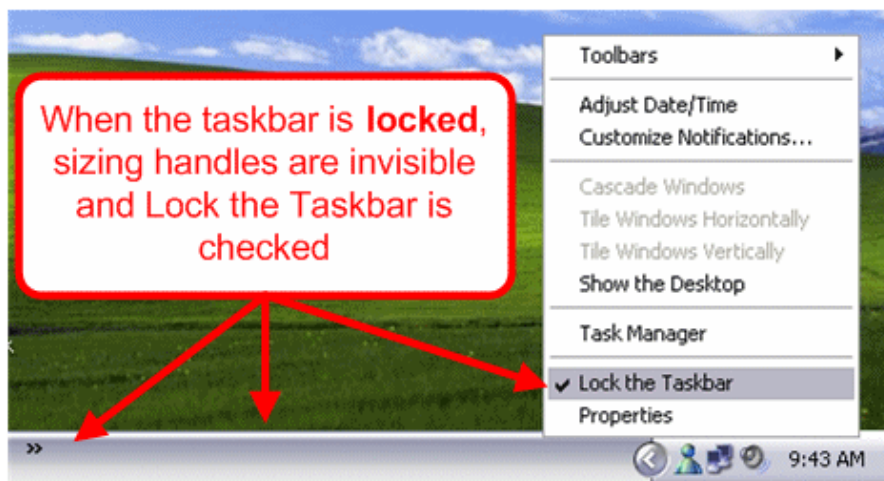 When the taskbar is locked,
sizing handles are invisible
and Lock the Taskbar is
checked
Toolbars
Adjust Date/Time
Customize Notifications...
Cascade Windows
Tile Windows Horizontally
Tile Windows Vertically
Show the Desktop
Task Manager
Lock the Taskbar
Properties
9:43 AM